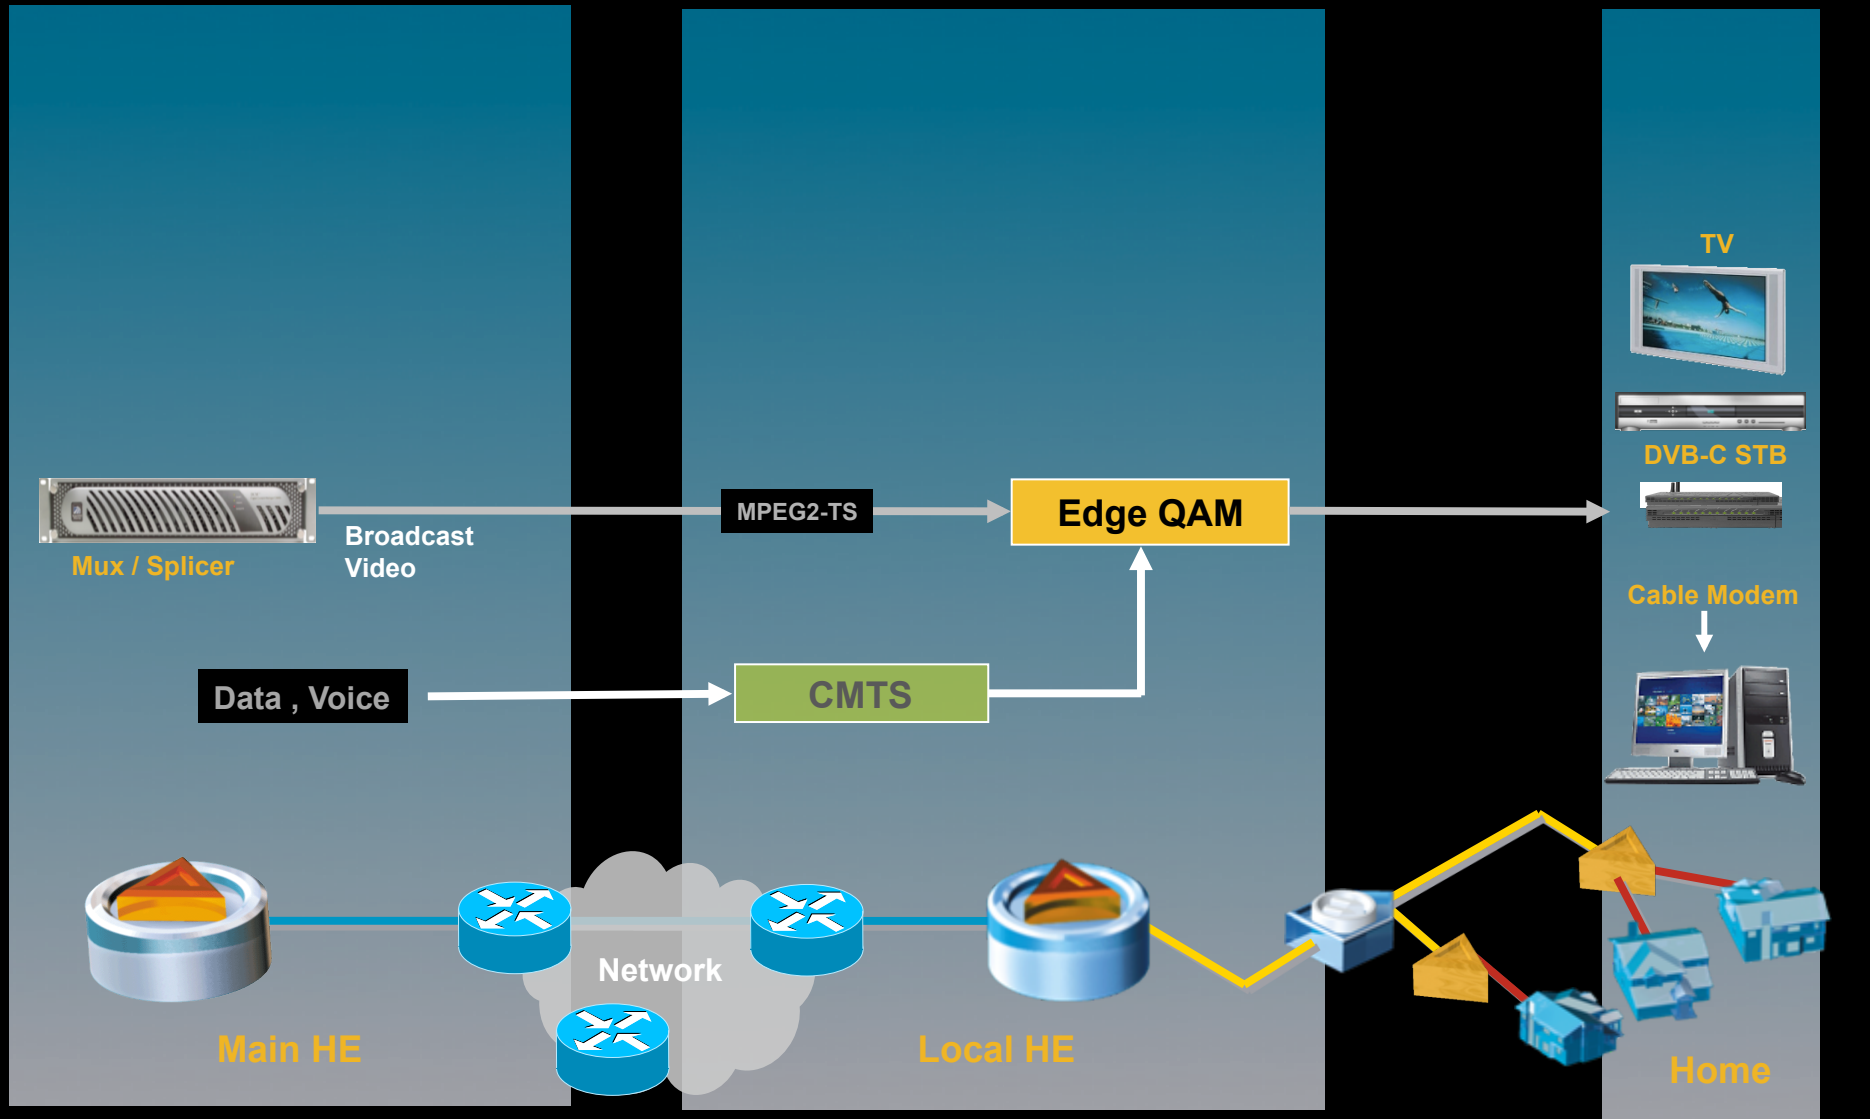 TV
DVB-C STB
MPEG2-TS
Edge QAM
Broadcast
Video
Mux / Splicer
Cable Modem
Data , Voice
CMTS
Network
Main HE
Local HE
Home